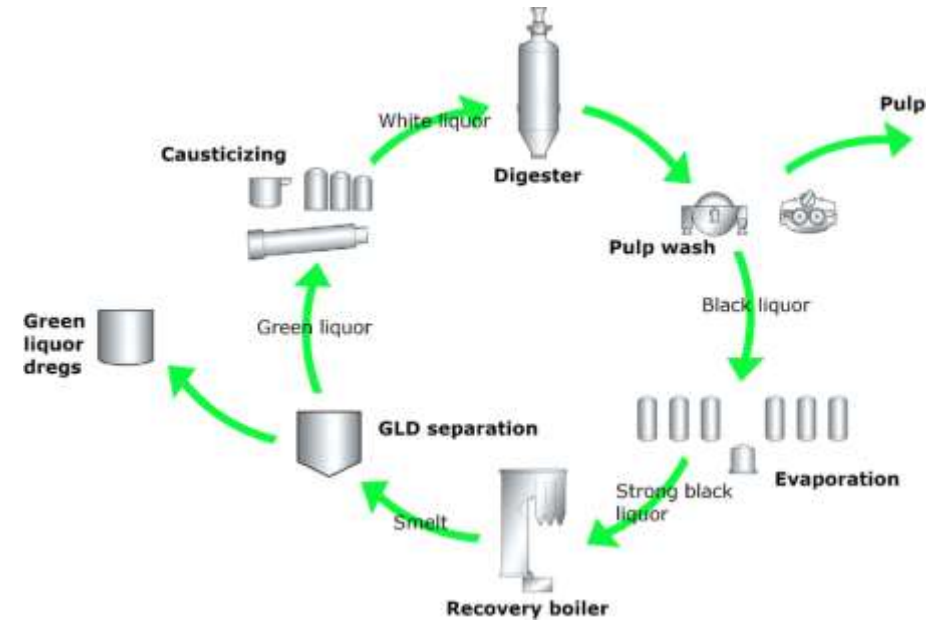 Pulp
White liquor
Causticizing
Digester
Pulp wash
Black liquor
Green
liquor
dregs
Green liquor
GLD separation
Evaporation
Strong black
liquor
Smelt
Recovery boiler